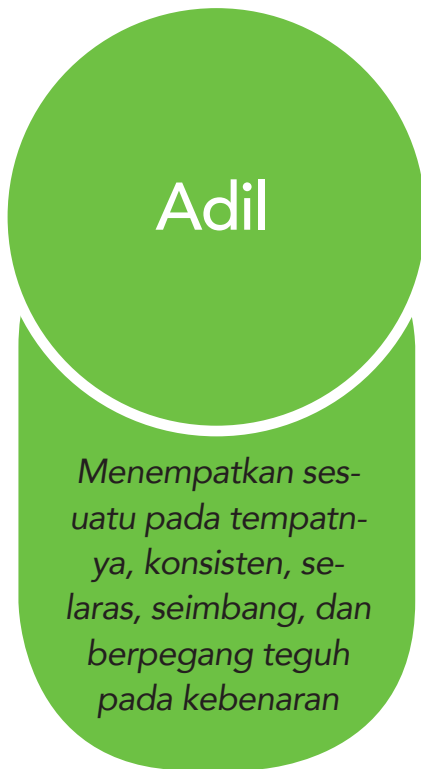 Adil
Menempatkan ses-
uatu pada tempatn-
ya, konsisten, se-
laras, seimbang, dan
berpegang teguh
pada kebenaran